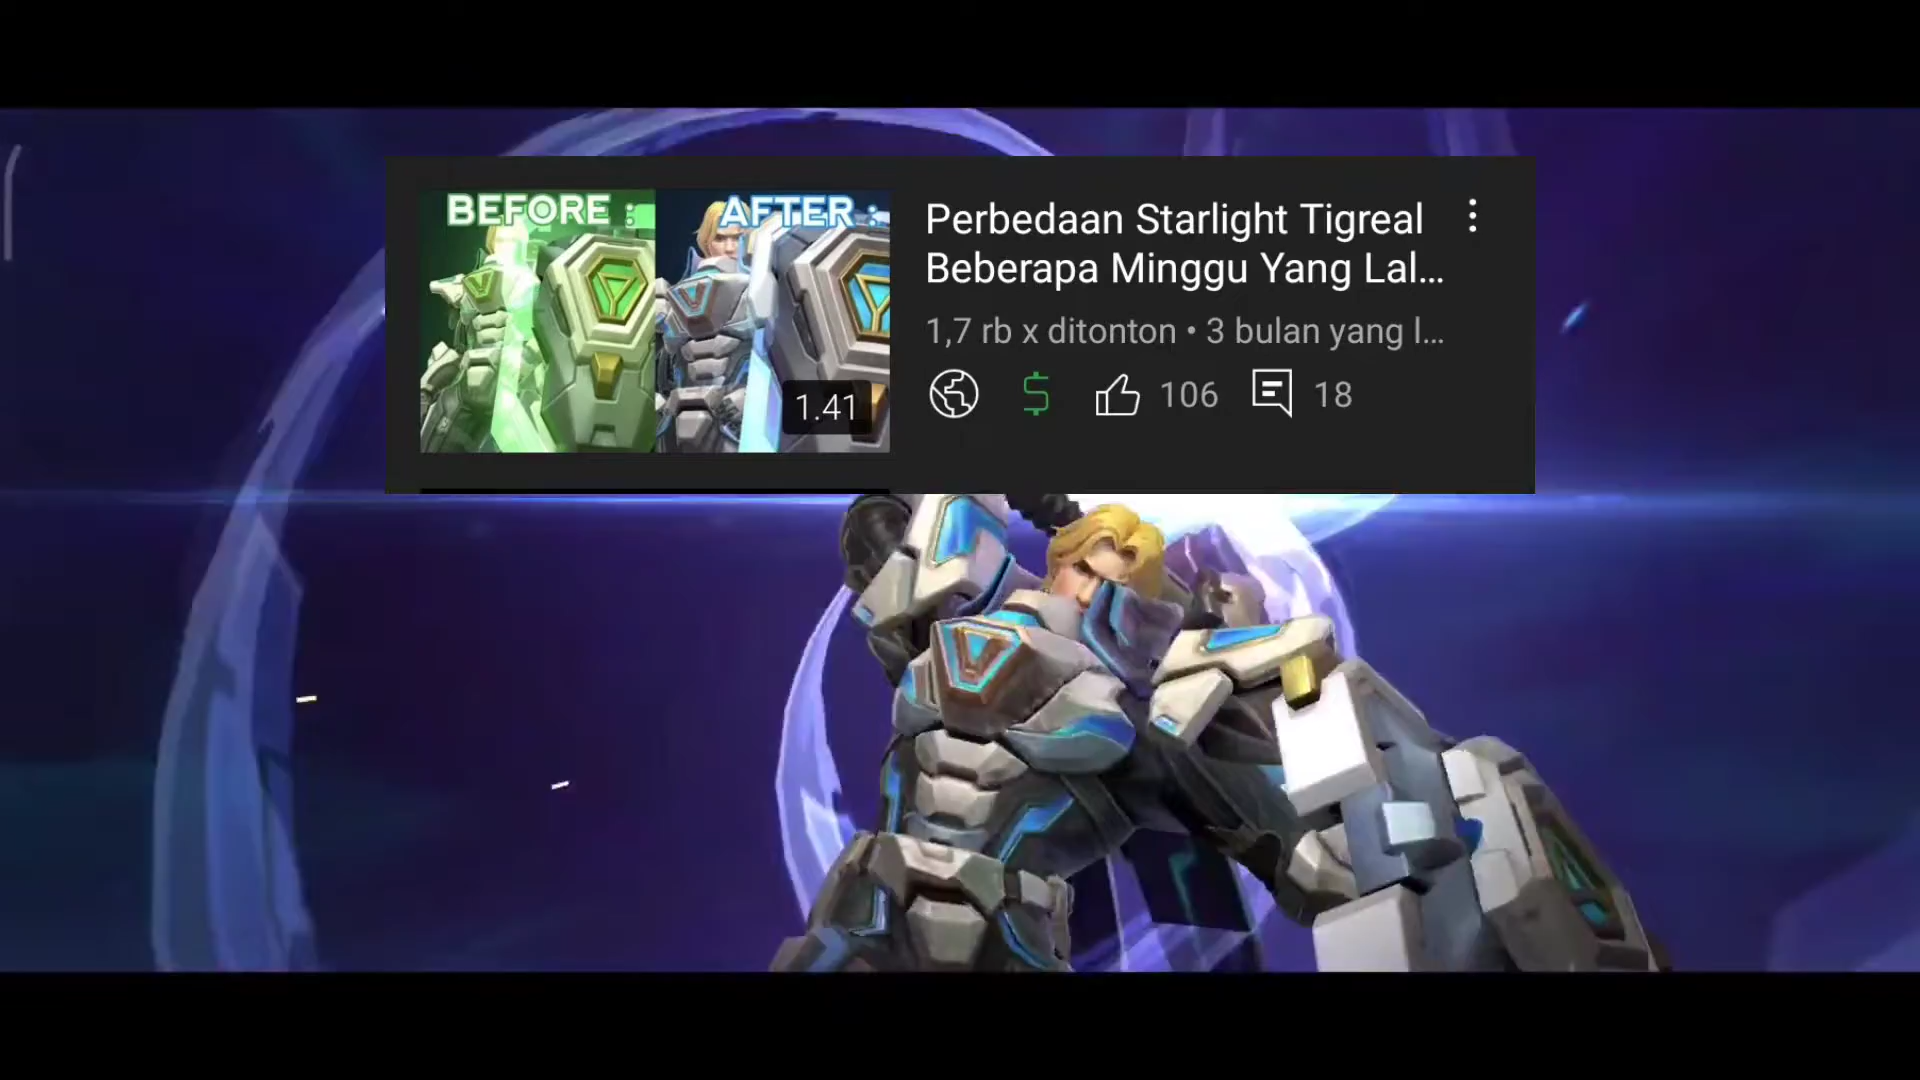 BEFORE :
AFTER :
1.41
Perbedaan Starlight Tigreal
Beberapa Minggu Yang Lal...
1,7 rb x ditonton • 3 bulan yang l...
106
18